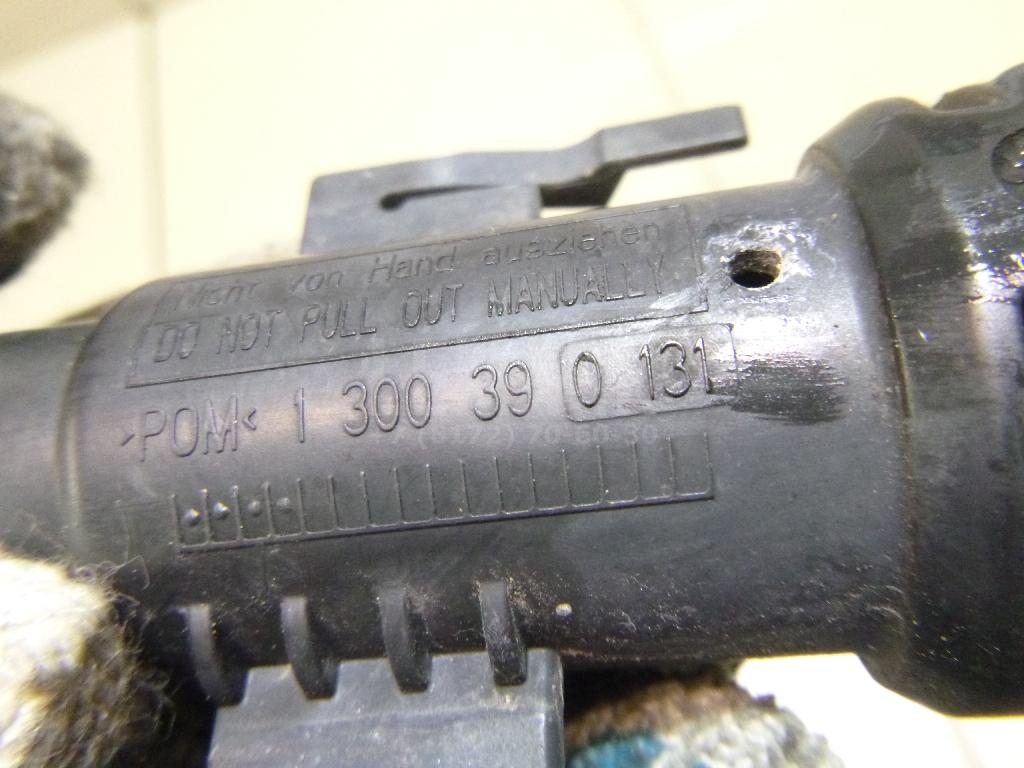 Nicht von Hand ausziehen
DO NOT PULL OUT MANUALLY
>POM< 1 300 39 0 131